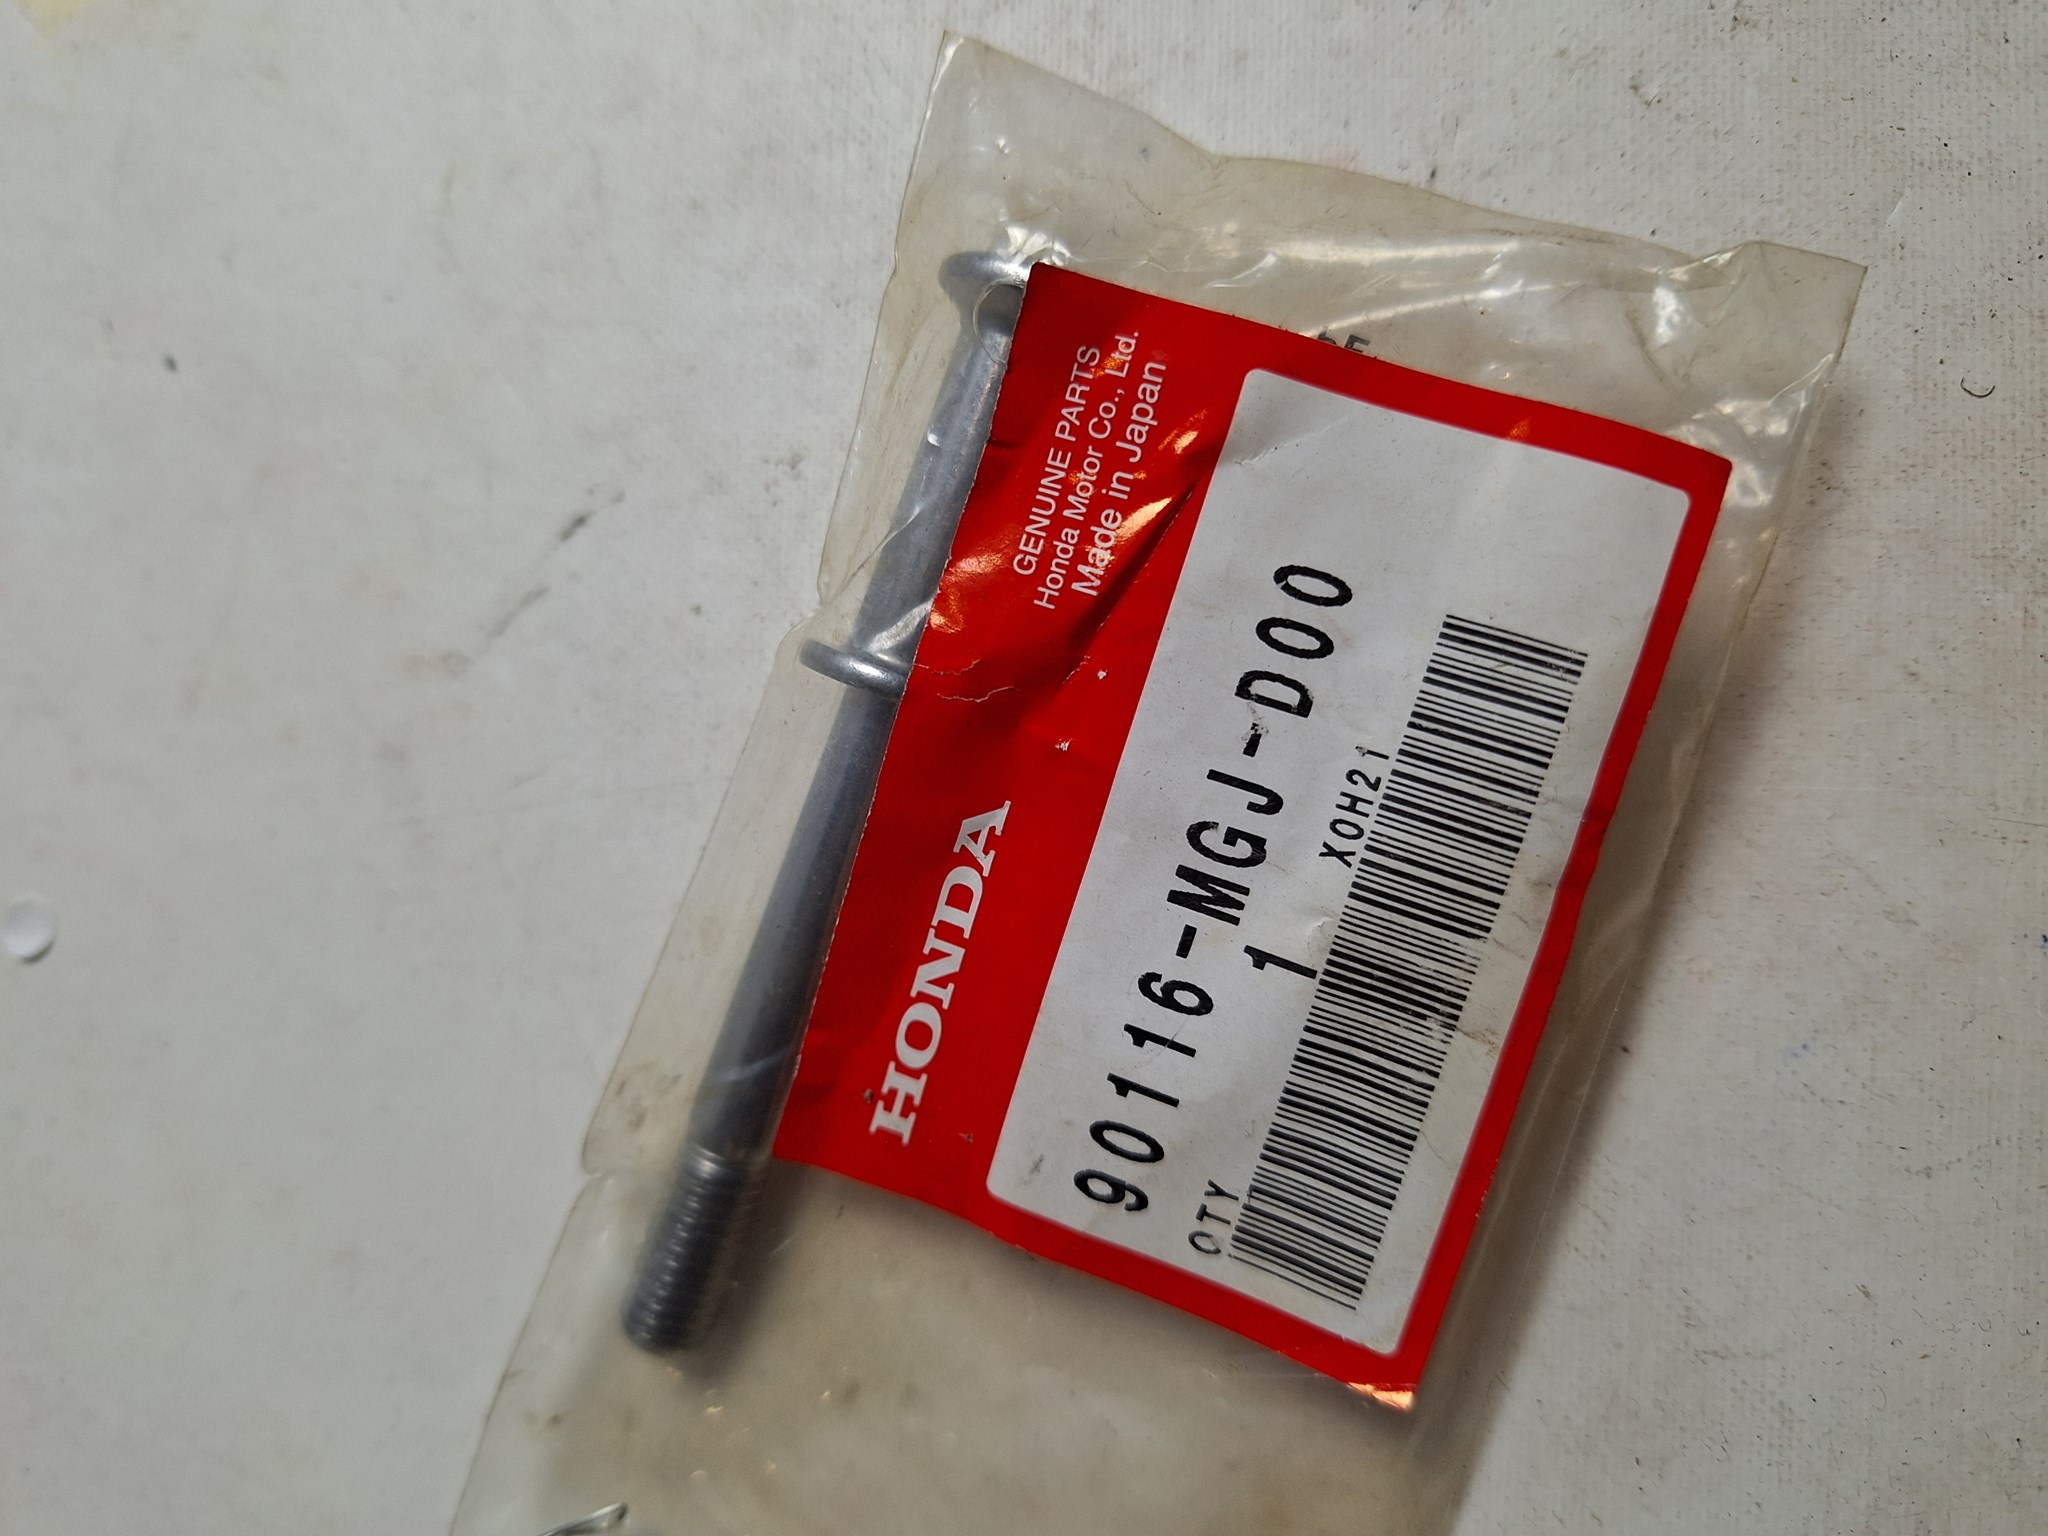 GENUINE PARTS
Honda Motor Co., Ltd.
Made in Japan
HONDA
90116-MGJ-D00
QTY 1 X0H21